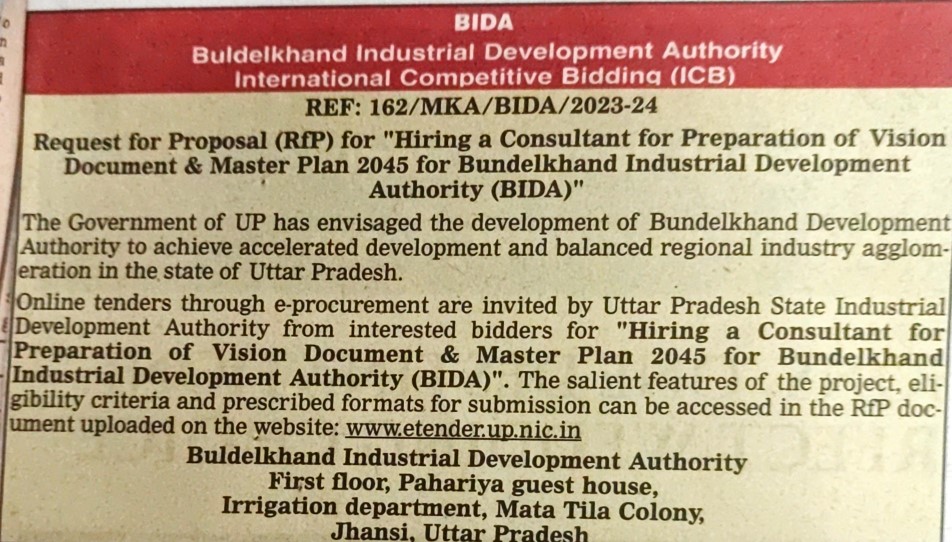 BIDA
Buldelkhand Industrial Development Authority
International Competitive Bidding (ICB)
REF: 162/MKA/BIDA/2023-24
Request for Proposal (RfP) for "Hiring a Consultant for Preparation of Vision
Document & Master Plan 2045 for Bundelkhand Industrial Development
Authority (BIDA)"
The Government of UP has envisaged the development of Bundelkhand Development
Authority to achieve accelerated development and balanced regional industry agglom-
eration in the state of Uttar Pradesh.
Online tenders through e-procurement are invited by Uttar Pradesh State Industrial
Development Authority from interested bidders for "Hiring a Consultant for
Preparation of Vision Document & Master Plan 2045 for Bundelkhand
Industrial Development Authority (BIDA)". The salient features of the project, eli-
gibility criteria and prescribed formats for submission can be accessed in the RfP doc-
ument uploaded on the website: www.etender.up.nic.in
Buldelkhand Industrial Development Authority
First floor, Pahariya guest house,
Irrigation department, Mata Tila Colony,
Jhansi, Uttar Pradesh